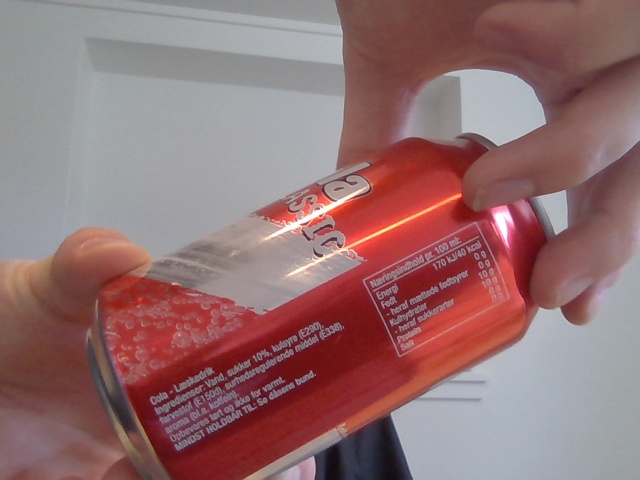 la
Classic
Næringsindhold pr. 100 ml:
Energi 170 kJ/40 kcal
Fedt 0 g
- heraf mættede fedtsyrer 0 g
Kulhydrater 10 g
- heraf sukkerarter 10 g
Protein
Salt
Cola - Læskedrik
Ingredienser: Vand, sukker 10%, kulsyre (E290),
farvestof (E150d), surhedsregulerende middel (E338),
aroma (bl.a. koffein).
Opbevares tørt og ikke for varmt.
MINDST HOLDBAR TIL: Se dåsens bund.